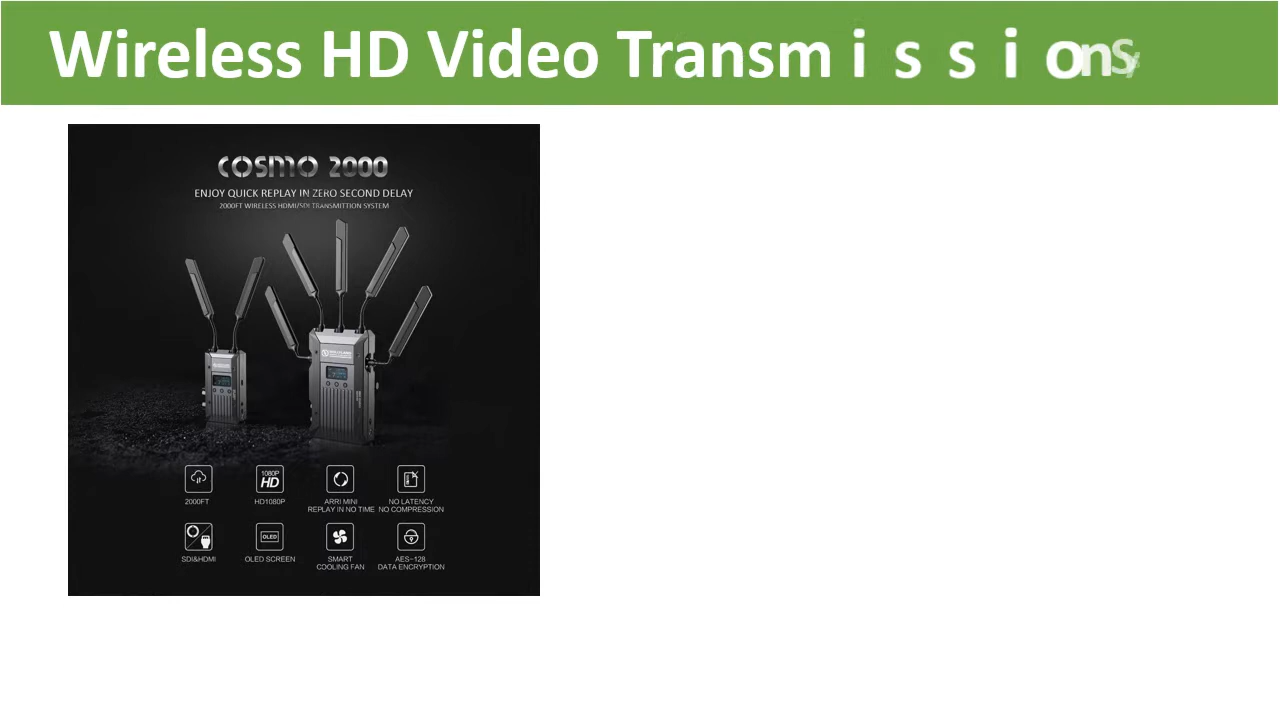 Wireless HD Video Transmission
COSMO 2000
ENJOY QUICK REPLAY IN ZERO SECOND DELAY
2000FT WIRELESS HDMI/SDI TRANSMITTION SYSTEM
1080P
HD
2000FT
HD1080P
ARRI MINI
REPLAY IN NO TIME
NO LATENCY
NO COMPRESSION
OLED
SDI&HDMI
OLED SCREEN
SMART
COOLING FAN
AES-128
DATA ENCRYPTION